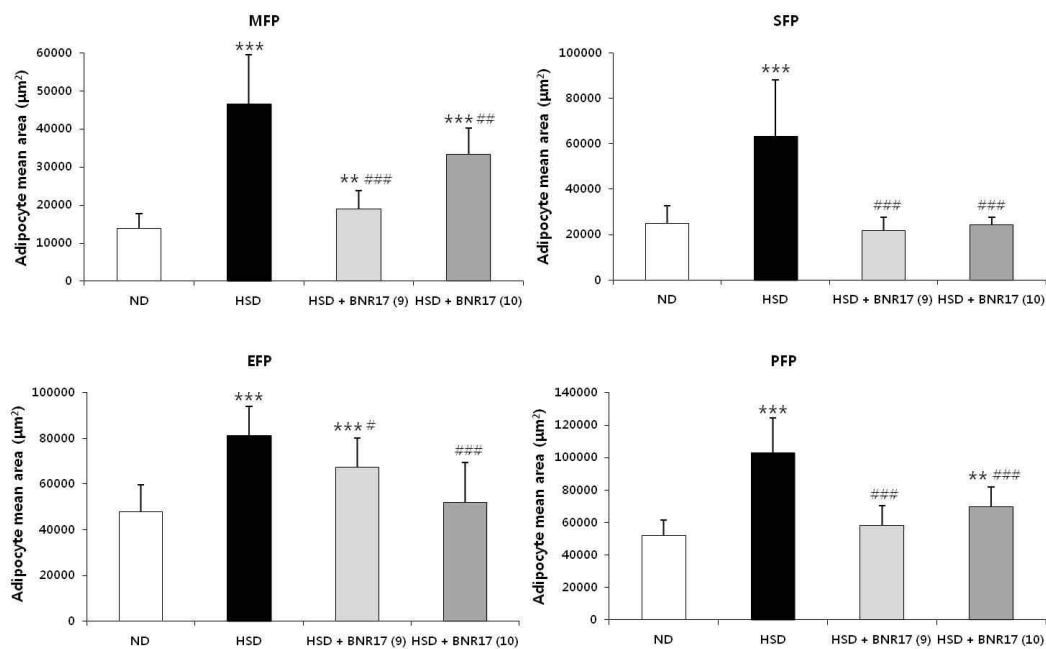 MFP
Adipocyte mean area (µm²)
60000
50000
40000
30000
20000
10000
0
***
** ###
*** ##
ND
HSD
HSD + BNR17 (9)
HSD + BNR17 (10)
SFP
Adipocyte mean area (µm²)
100000
80000
60000
40000
20000
0
***
###
###
ND
HSD
HSD + BNR17 (9)
HSD + BNR17 (10)
EFP
Adipocyte mean area (µm²)
100000
80000
60000
40000
20000
0
***
*** #
###
ND
HSD
HSD + BNR17 (9)
HSD + BNR17 (10)
PFP
Adipocyte mean area (µm²)
140000
120000
100000
80000
60000
40000
20000
0
***
###
** ###
ND
HSD
HSD + BNR17 (9)
HSD + BNR17 (10)